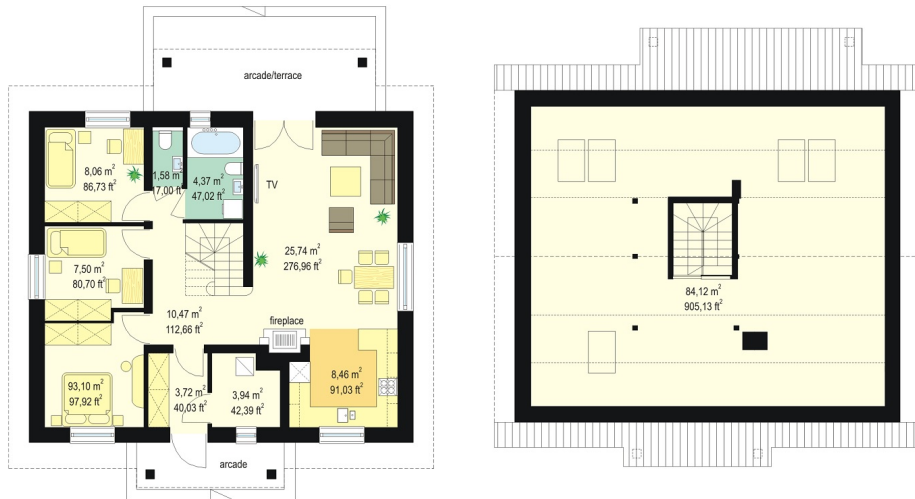 arcade/terrace
8,06 m²
86,73 ft²
1,58 m²
17,00 ft²
4,37 m²
47,02 ft²
TV
25,74 m²
276,96 ft²
7,50 m²
80,70 ft²
10,47 m²
112,66 ft²
fireplace
93,10 m²
97,92 ft²
3,72 m²
40,03 ft²
3,94 m²
42,39 ft²
8,46 m²
91,03 ft²
arcade
84,12 m²
905,13 ft²